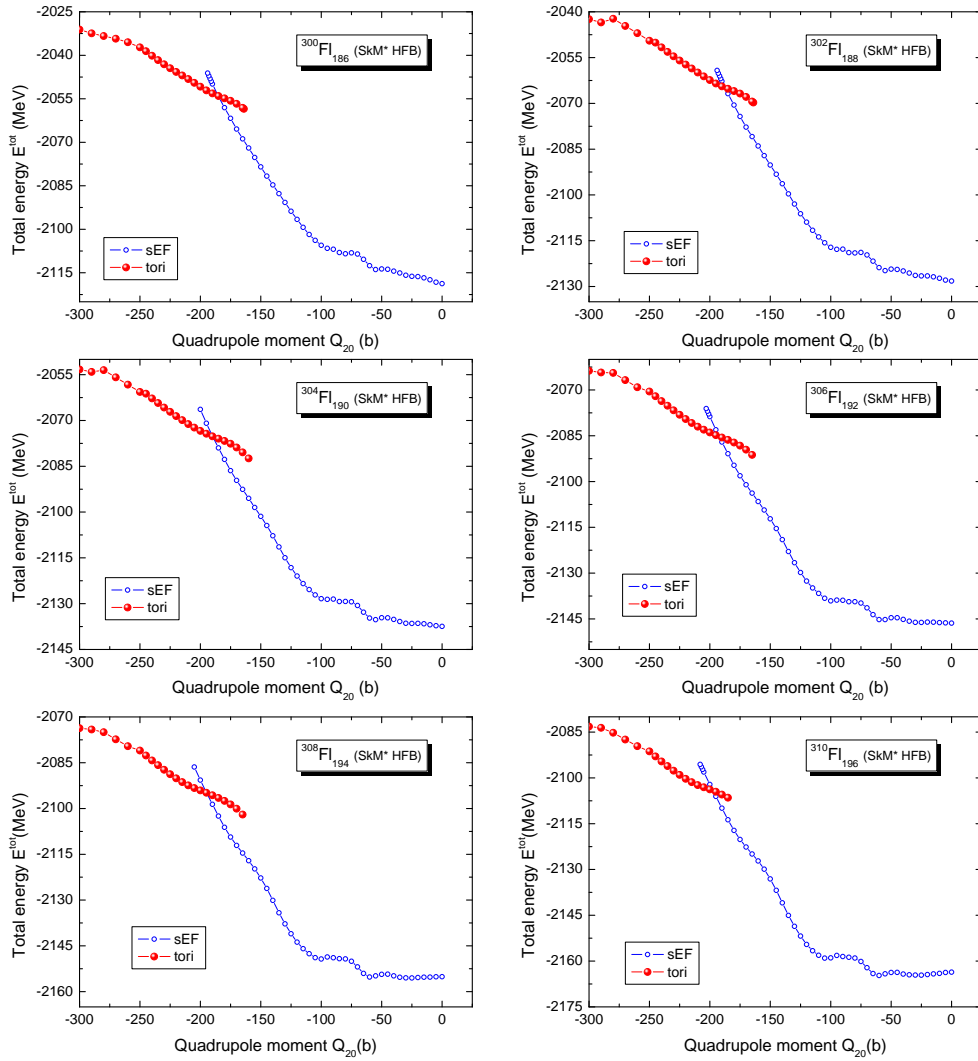 -2025
-2040
-2055
-2070
-2085
-2100
-2115
Total energy E^tot (MeV)
³⁰⁰Fl₁₈₆ (SkM* HFB)
sEF
tori
-300 -250 -200 -150 -100 -50 0
Quadrupole moment Q₂₀ (b)
-2040
-2055
-2070
-2085
-2100
-2115
-2130
Total energy E^tot (MeV)
³⁰²Fl₁₈₈ (SkM* HFB)
sEF
tori
-300 -250 -200 -150 -100 -50 0
Quadrupole moment Q₂₀ (b)
-2055
-2070
-2085
-2100
-2115
-2130
-2145
Total energy E^tot (MeV)
³⁰⁴Fl₁₉₀ (SkM* HFB)
sEF
tori
-300 -250 -200 -150 -100 -50 0
Quadrupole moment Q₂₀ (b)
-2070
-2085
-2100
-2115
-2130
-2145
Total energy E^tot (MeV)
³⁰⁶Fl₁₉₂ (SkM* HFB)
sEF
tori
-300 -250 -200 -150 -100 -50 0
Quadrupole moment Q₂₀ (b)
-2070
-2085
-2100
-2115
-2130
-2145
-2160
Total energy E^tot(MeV)
³⁰⁸Fl₁₉₄ (SkM* HFB)
sEF
tori
-300 -250 -200 -150 -100 -50 0
Quadrupole moment Q₂₀(b)
-2085
-2100
-2115
-2130
-2145
-2160
-2175
Total energy E^tot(MeV)
³¹⁰Fl₁₉₆ (SkM* HFB)
sEF
tori
-300 -250 -200 -150 -100 -50 0
Quadrupole moment Q₂₀(b)